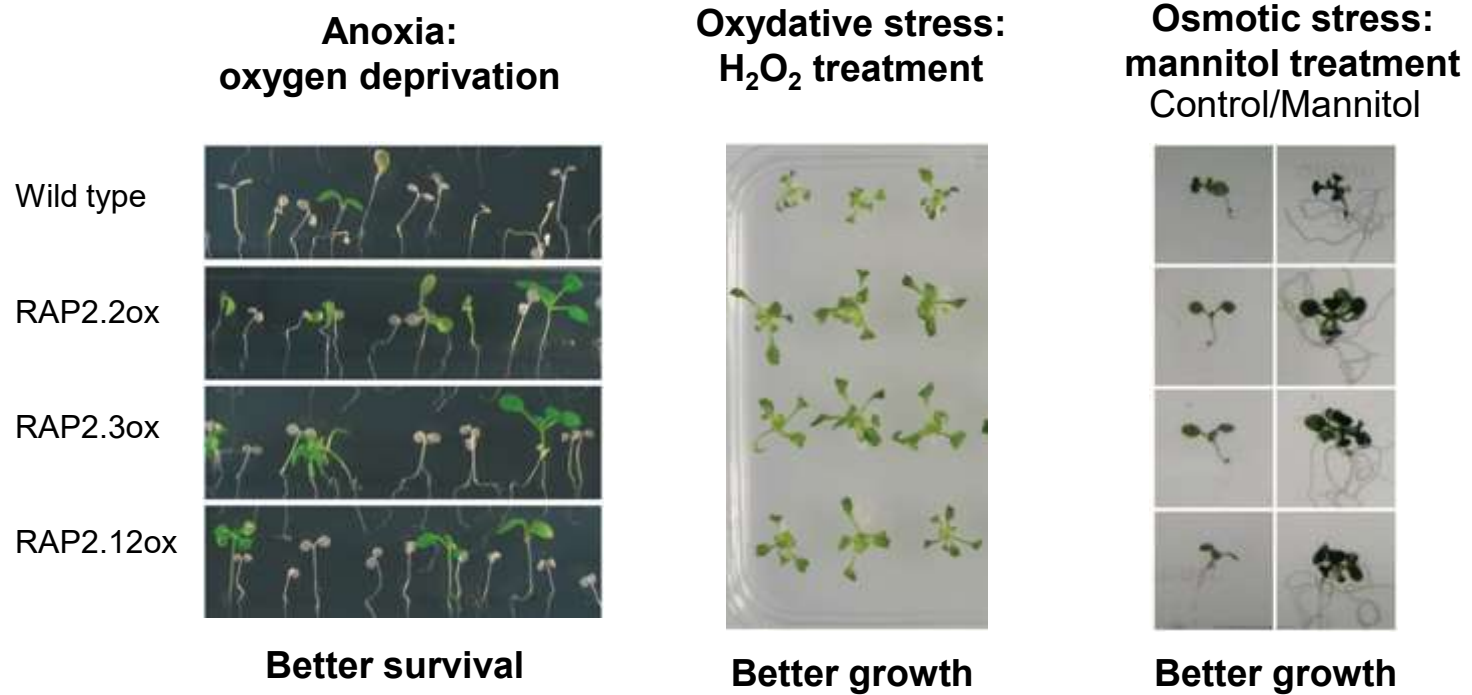 Anoxia:
oxygen deprivation
Oxydative stress:
H₂O₂ treatment
Osmotic stress:
mannitol treatment
Control/Mannitol
Wild type
RAP2.2ox
RAP2.3ox
RAP2.12ox
Better survival
Better growth
Better growth